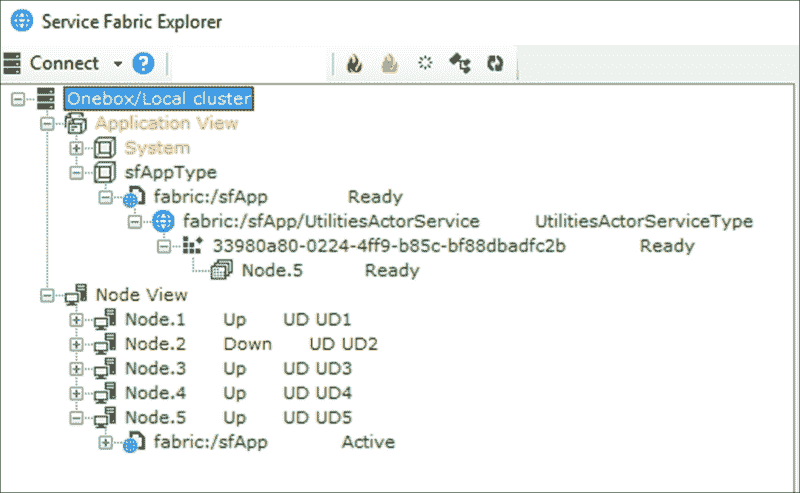 Service Fabric Explorer
Connect ?
Onebox/Local cluster
Application View
System
sfAppType
fabric:/sfApp Ready
fabric:/sfApp/UtilitiesActorService UtilitiesActorServiceType
33980a80-0224-4ff9-b85c-bf88dbadfc2b Ready
Node.5 Ready
Node View
Node.1 Up UD UD1
Node.2 Down UD UD2
Node.3 Up UD UD3
Node.4 Up UD UD4
Node.5 Up UD UD5
fabric:/sfApp Active